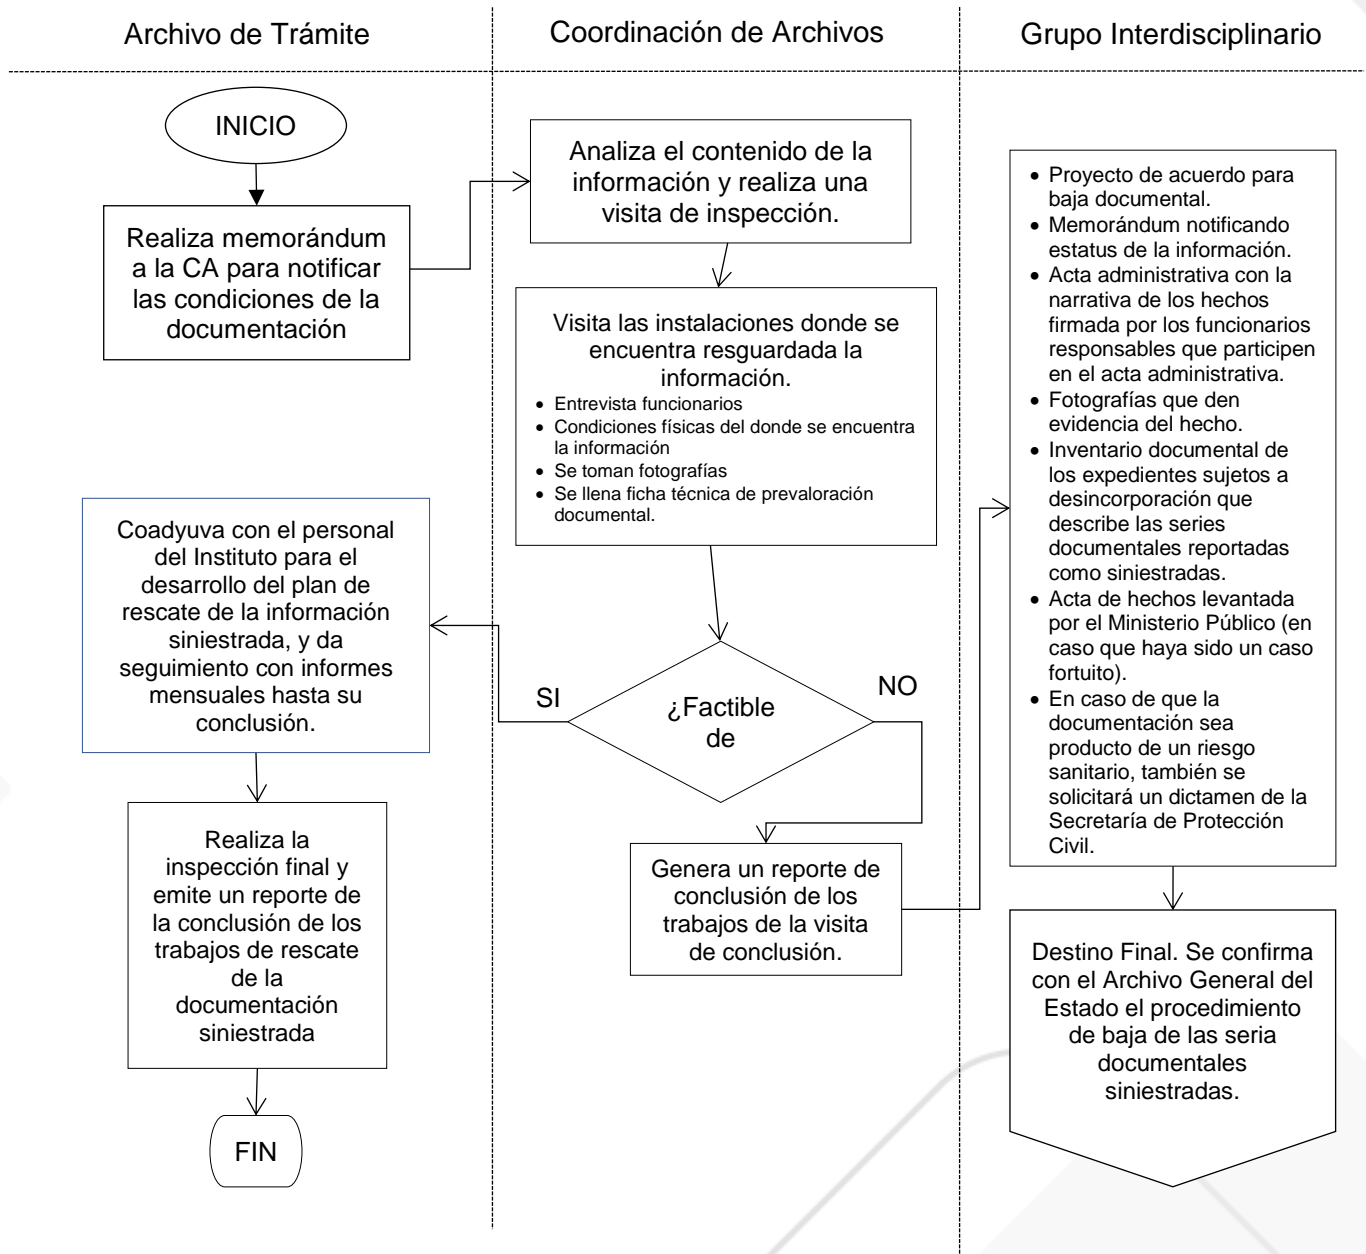 Archivo de Trámite
Coordinación de Archivos
Grupo Interdisciplinario
INICIO
Realiza memorándum
a la CA para notificar
las condiciones de la
documentación
Analiza el contenido de la
información y realiza una
visita de inspección.
Visita las instalaciones donde se
encuentra resguardada la
información.
• Entrevista funcionarios
• Condiciones físicas del donde se encuentra
la información
• Se toman fotografías
• Se llena ficha técnica de prevaloración
documental.
¿Factible
de
SI
NO
Coadyuva con el personal
del Instituto para el
desarrollo del plan de
rescate de la información
siniestrada, y da
seguimiento con informes
mensuales hasta su
conclusión.
Realiza la
inspección final y
emite un reporte de
la conclusión de los
trabajos de rescate
de la
documentación
siniestrada
FIN
Genera un reporte de
conclusión de los
trabajos de la visita
de conclusión.
• Proyecto de acuerdo para
baja documental.
• Memorándum notificando
estatus de la información.
• Acta administrativa con la
narrativa de los hechos
firmada por los funcionarios
responsables que participen
en el acta administrativa.
• Fotografías que den
evidencia del hecho.
• Inventario documental de
los expedientes sujetos a
desincorporación que
describe las series
documentales reportadas
como siniestradas.
• Acta de hechos levantada
por el Ministerio Público (en
caso que haya sido un caso
fortuito).
• En caso de que la
documentación sea
producto de un riesgo
sanitario, también se
solicitará un dictamen de la
Secretaría de Protección
Civil.
Destino Final. Se confirma
con el Archivo General del
Estado el procedimiento
de baja de las seria
documentales
siniestradas.